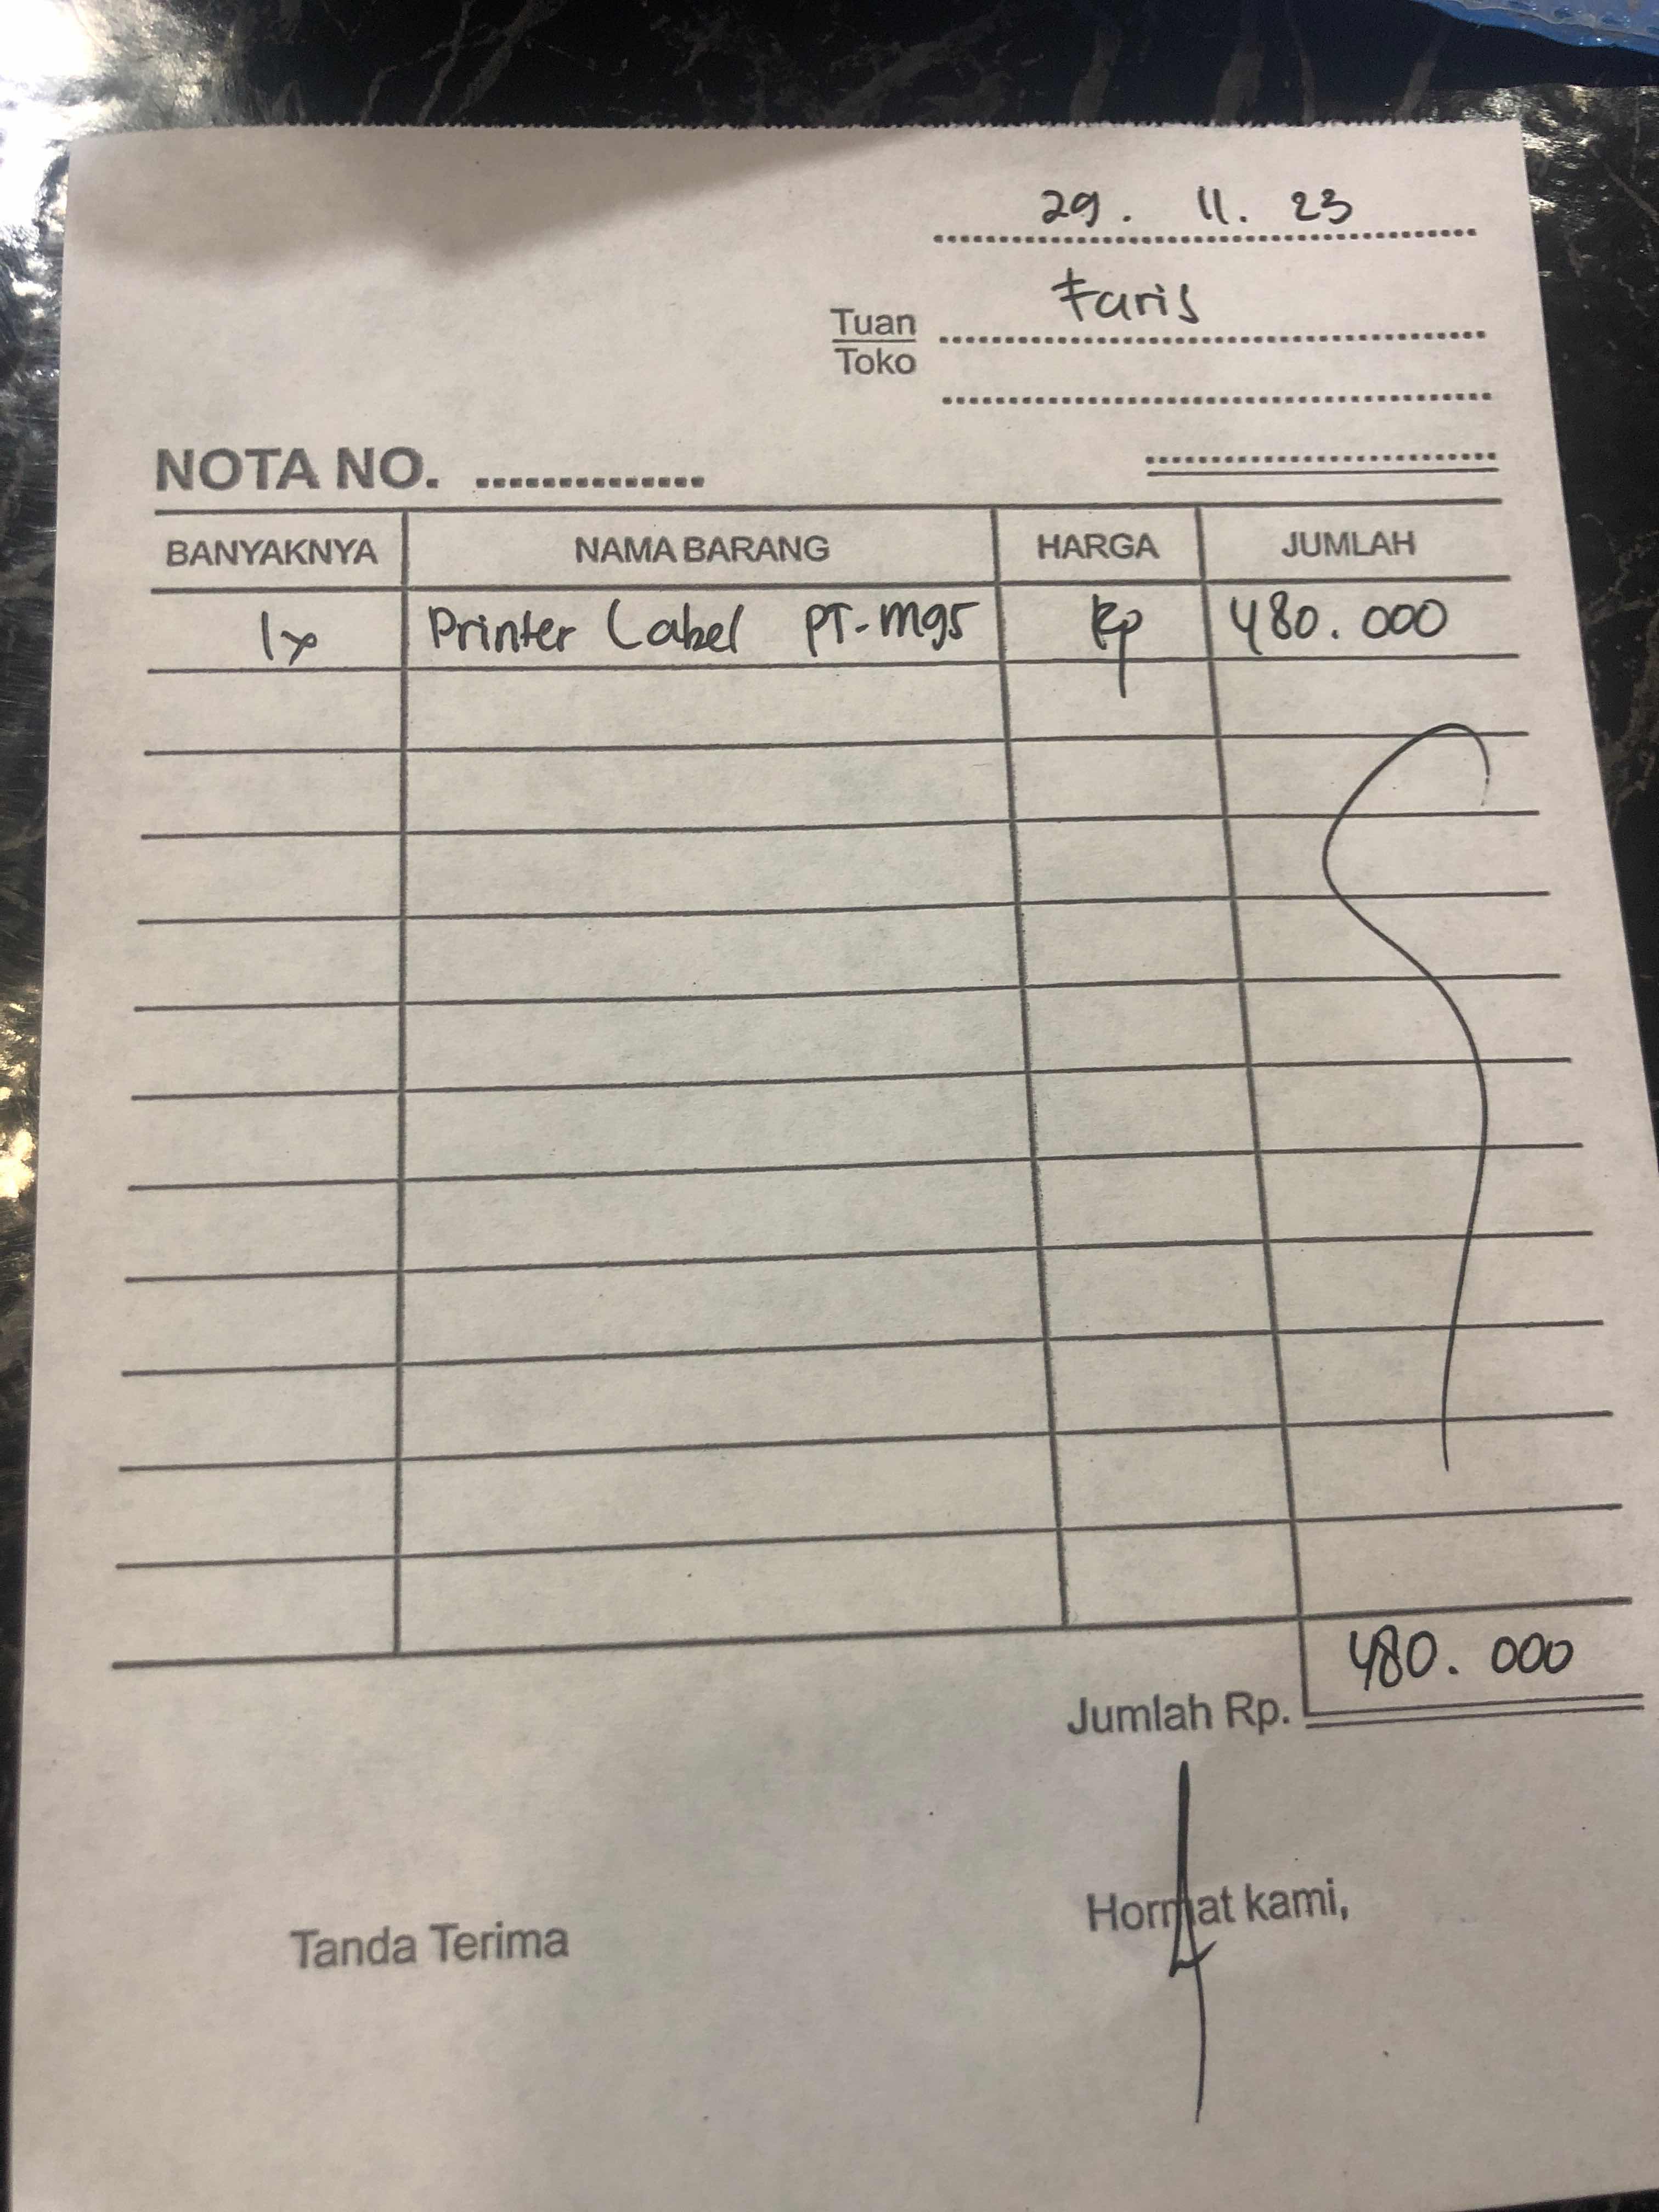 29. 11. 23
Tuan Faris
Toko
NOTA NO.
BANYAKNYA NAMA BARANG HARGA JUMLAH
1x Printer Label PT-M95 Rp 480.000
480.000
Jumlah Rp.
Hormat kami,
Tanda Terima